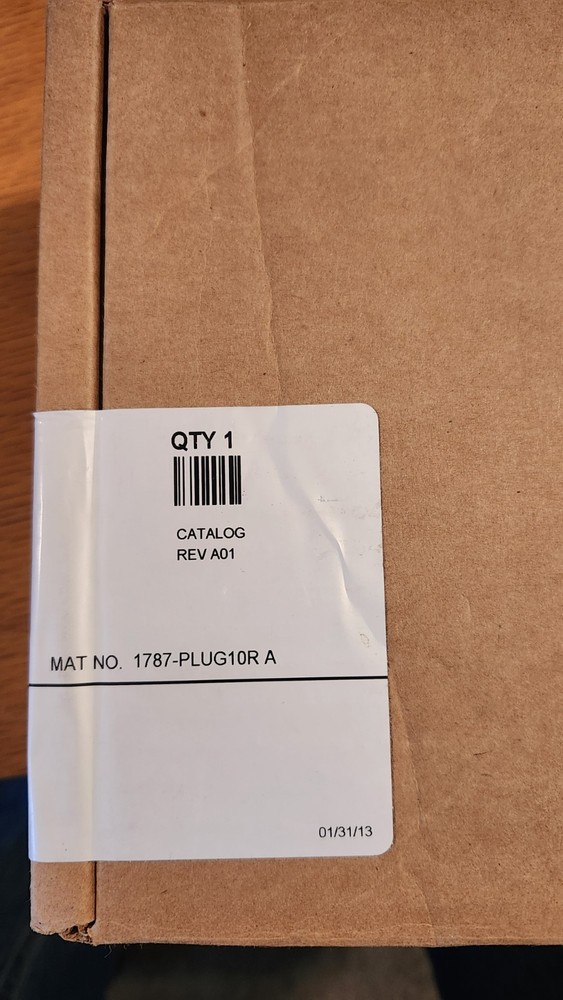 QTY 1
CATALOG
REV A01
MAT NO. 1787-PLUG10R A
01/31/13